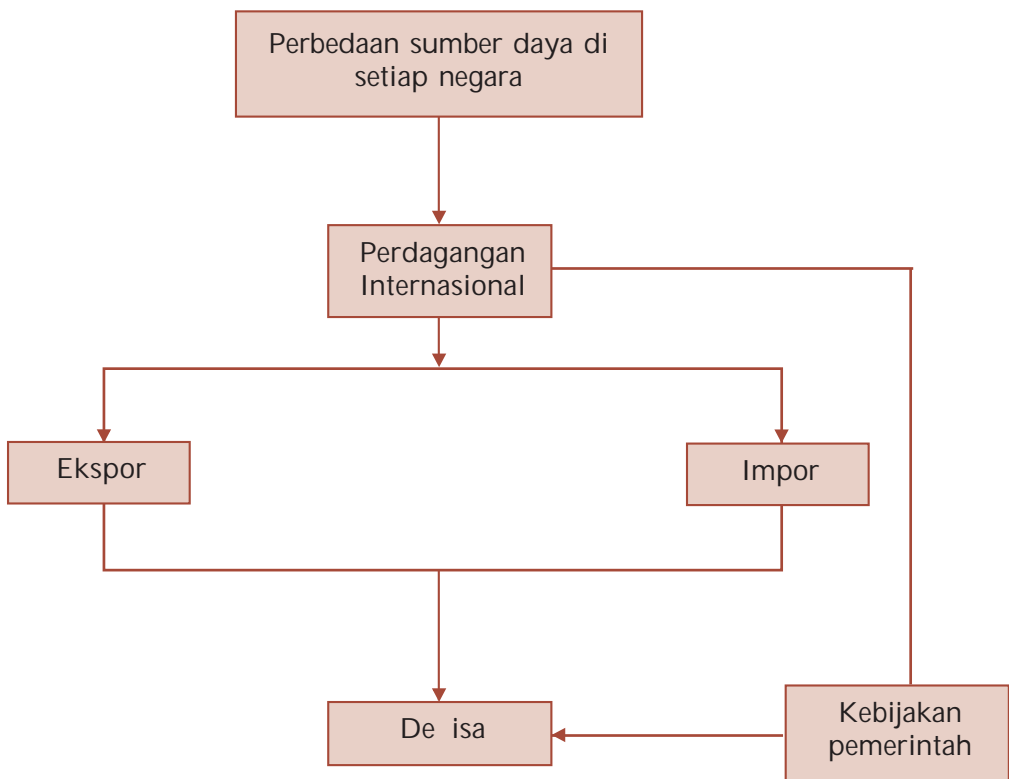 Perbedaan sumber daya di
setiap negara
Perdagangan
Internasional
Ekspor
Impor
De isa
Kebijakan
pemerintah